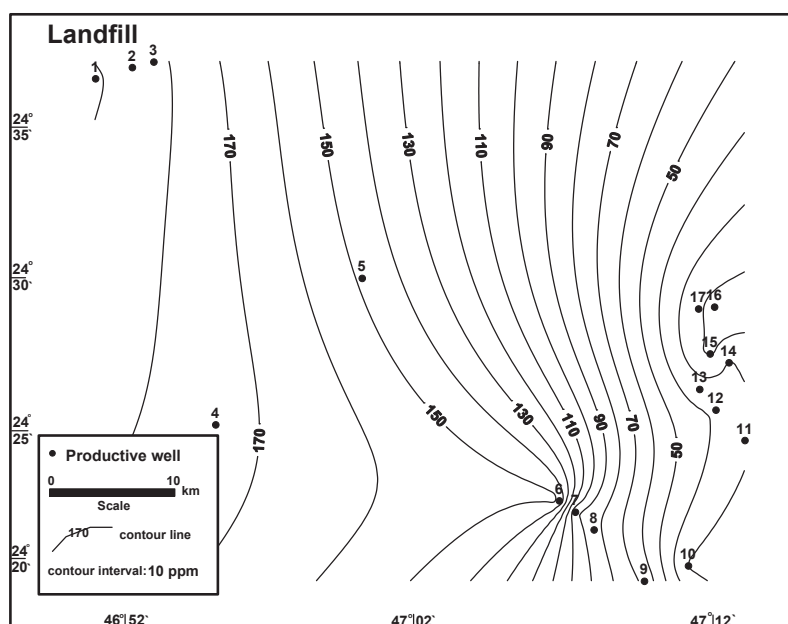 Landfill
1 2 3
24° 35`
170 150 130 110 90 70 50
24° 30`
5
17 16
15 14
13 12
11
4
24° 25`
170 150 130 110 90 70 50
6 7 8
9 10
24° 20`
Productive well
0 10 km
Scale
170 contour line
contour interval: 10 ppm
46° 52` 47° 02` 47° 12`